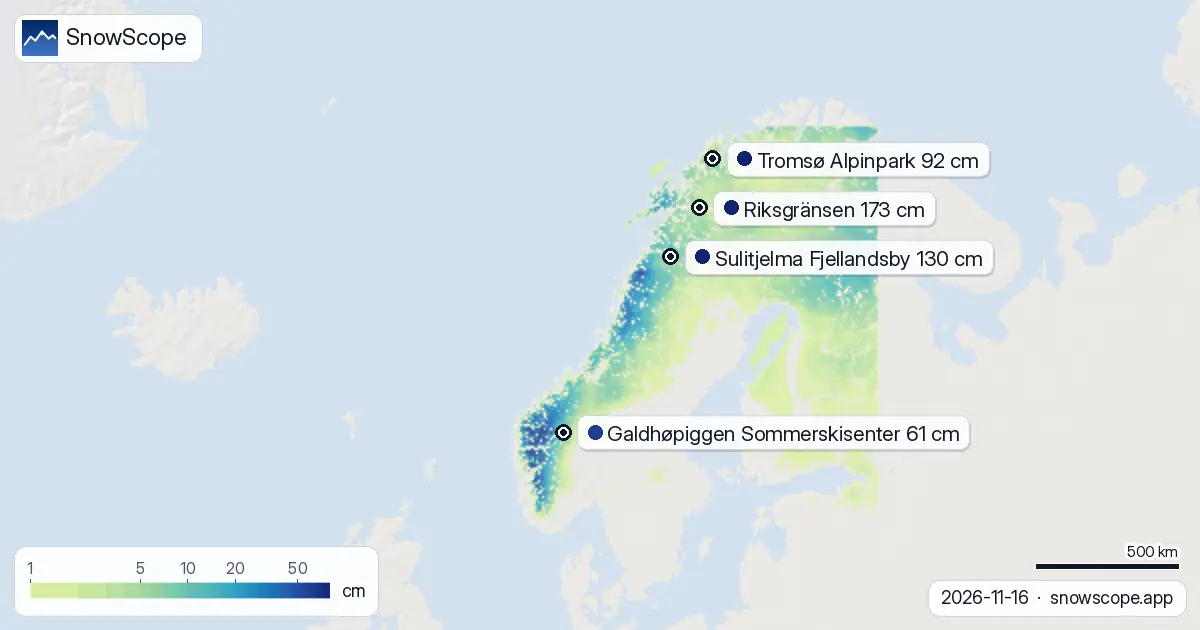 SnowScope
Tromsø Alpinpark 92 cm
Riksgränsen 173 cm
Sulitjelma Fjellandsby 130 cm
Galdhøpiggen Sommerskisenter 61 cm
1 5 10 20 50
cm
500 km
2026-11-16 · snowscope.app